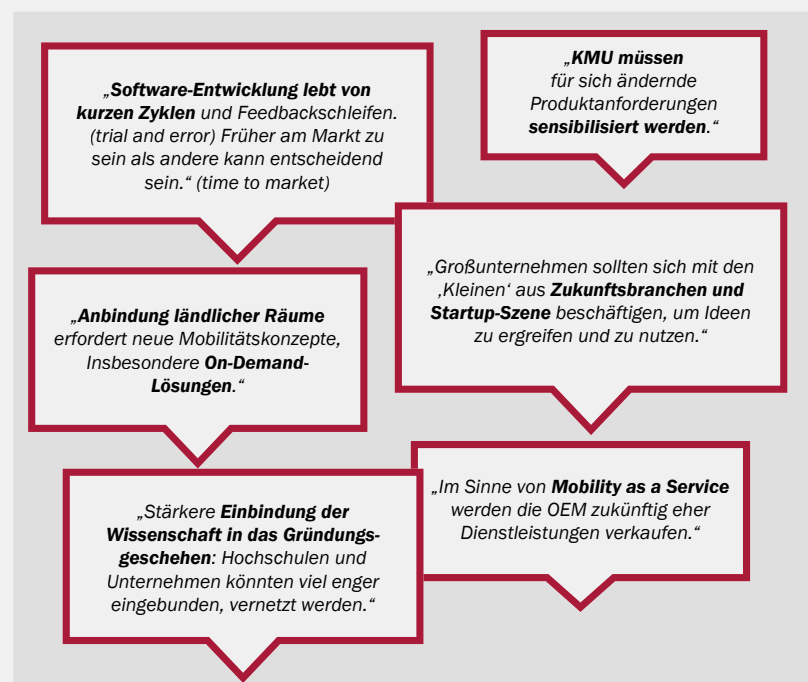 „Software-Entwicklung lebt von
kurzen Zyklen und Feedbackschleifen.
(trial and error) Früher am Markt zu
sein als andere kann entscheidend
sein.“ (time to market)
„KMU müssen
für sich ändernde
Produktanforderungen
sensibilisiert werden.“
„Großunternehmen sollten sich mit den
‚Kleinen‘ aus Zukunftsbranchen und
Startup-Szene beschäftigen, um Ideen
zu ergreifen und zu nutzen.“
„Anbindung ländlicher Räume
erfordert neue Mobilitätskonzepte,
Insbesondere On-Demand-
Lösungen.“
„Im Sinne von Mobility as a Service
werden die OEM zukünftig eher
Dienstleistungen verkaufen.“
„Stärkere Einbindung der
Wissenschaft in das Gründungs-
geschehen: Hochschulen und
Unternehmen könnten viel enger
eingebunden, vernetzt werden.“